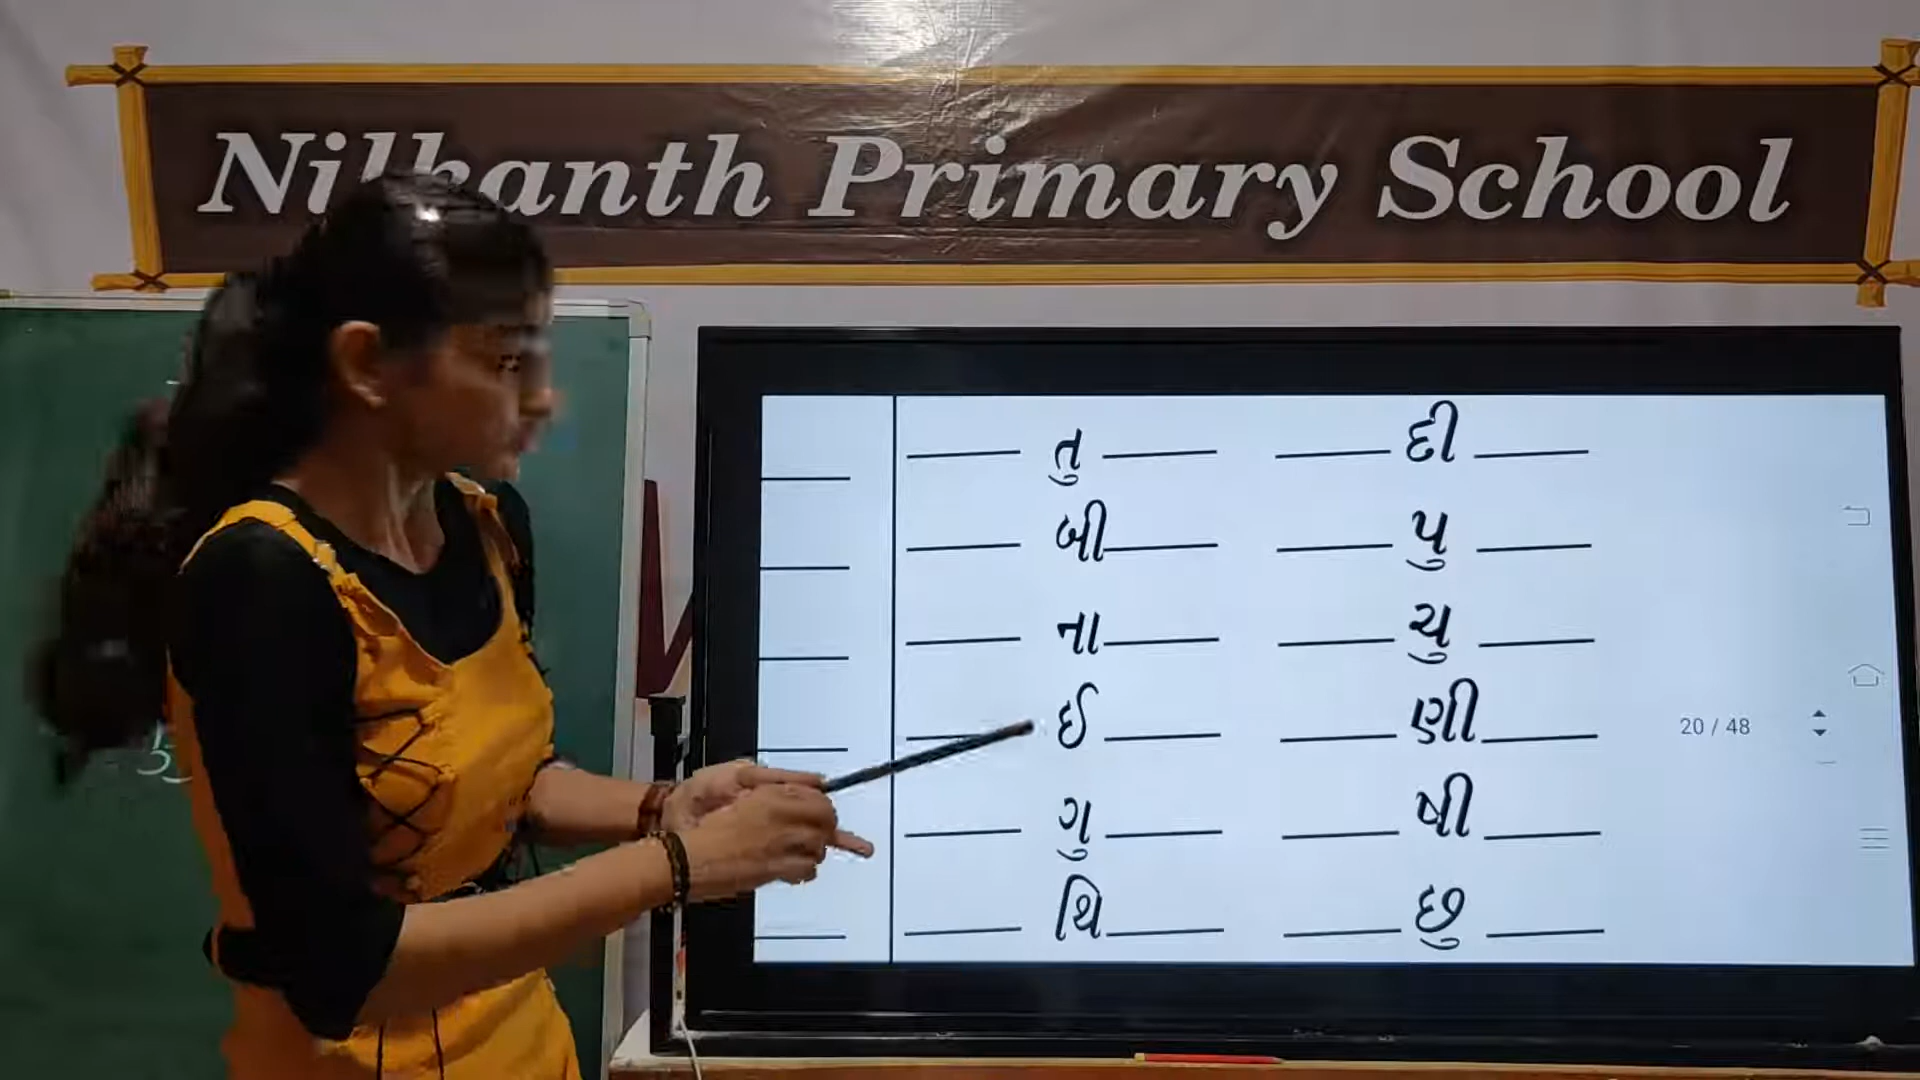 Nilkanth Primary School
તુ દી
બી પુ
ના ચુ
ઈ ણી
ગુ ષી
થિ છુ
20 / 48